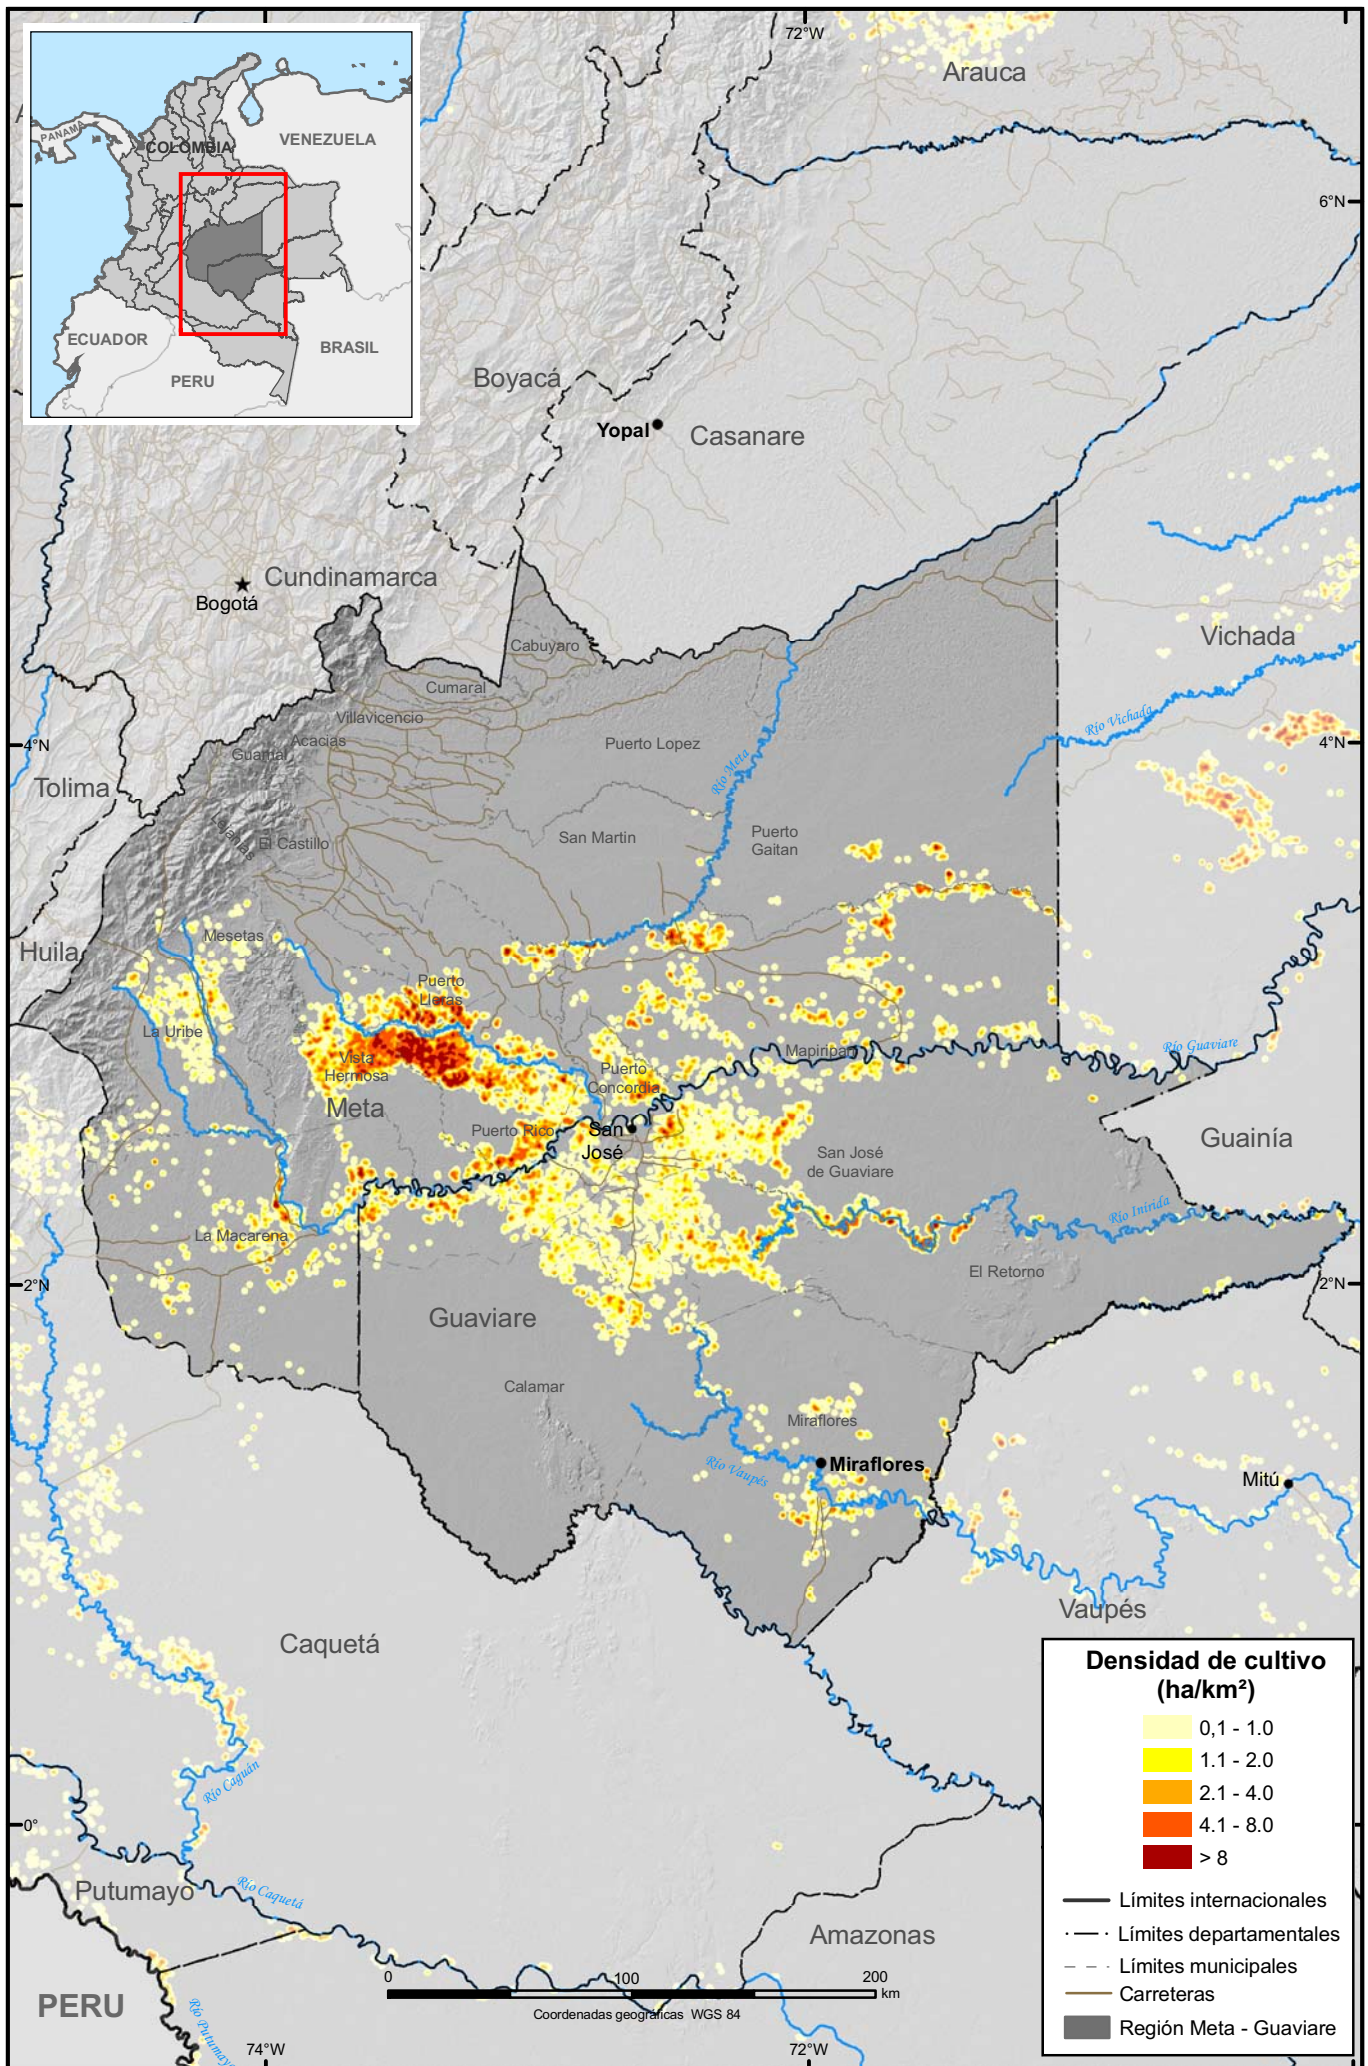 72°W
Arauca
PANAMA
COLOMBIA
VENEZUELA
ECUADOR
PERU
BRASIL
6°N
Boyacá
Yopal
Casanare
Cundinamarca
Bogotá
Vichada
Cabuyaro
Cumaral
Villavicencio
Río Vichada
Acacias
Guamal
Puerto Lopez
4°N
4°N
Río Meta
Tolima
Lejanías
El Castillo
San Martin
Puerto
Gaitan
Huila
Mesetas
Puerto
Lleras
La Uribe
Vista
Hermosa
Mapiripan
Río Guaviare
Puerto
Concordia
Meta
Puerto Rico
San
José
San José
de Guaviare
Guainía
Río Inirida
La Macarena
El Retorno
2°N
2°N
Guaviare
Calamar
Miraflores
Miraflores
Río Vaupés
Mitú
Vaupés
Caquetá
Río Caguán
0°
Putumayo
Río Caquetá
Amazonas
PERU
Río Putumayo
0 100 200
km
Coordenadas geográficas WGS 84
74°W
72°W
Densidad de cultivo
(ha/km²)
0,1 - 1.0
1.1 - 2.0
2.1 - 4.0
4.1 - 8.0
> 8
Límites internacionales
Límites departamentales
Límites municipales
Carreteras
Región Meta - Guaviare